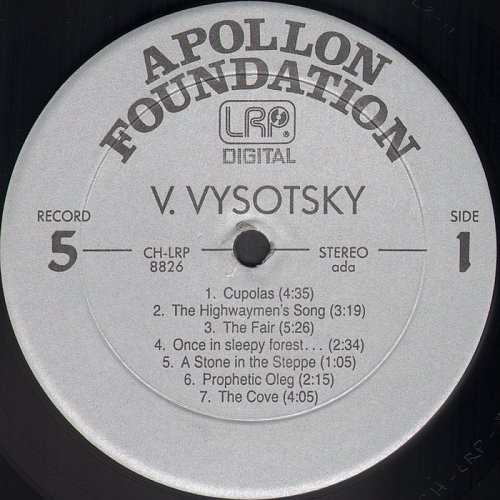 APOLLON
FOUNDATION
LRP.
DIGITAL
V. VYSOTSKY
RECORD
5
SIDE
1
CH-LRP
8826
STEREO
ada
1. Cupolas (4:35)
2. The Highwaymen's Song (3:19)
3. The Fair (5:26)
4. Once in sleepy forest... (2:34)
5. A Stone in the Steppe (1:05)
6. Prophetic Oleg (2:15)
7. The Cove (4:05)